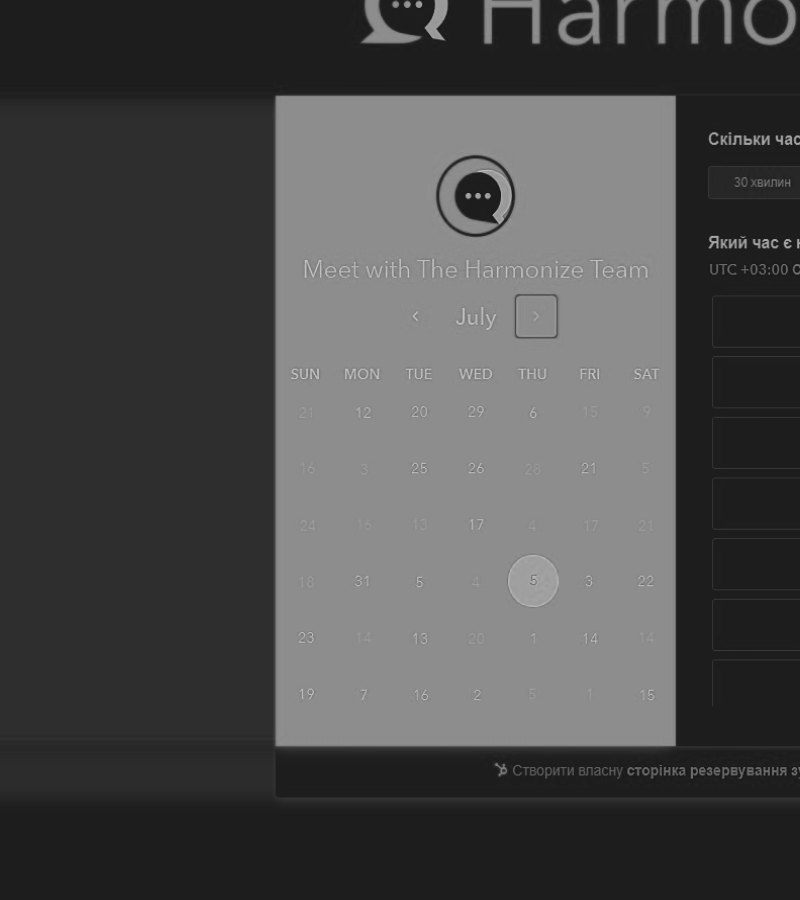 Harmo
Meet with The Harmonize Team
July
SUN MON TUE WED THU FRI SAT
21 12 20 29 6 15 9
16 3 25 26 28 21 5
24 16 13 17 4 17 21
18 31 5 4 5 3 22
23 14 13 20 1 14 14
19 7 16 2 5 1 15
Скільки час
30 хвилин
Який час є
UTC +03:00
Створити власну сторінка резервування